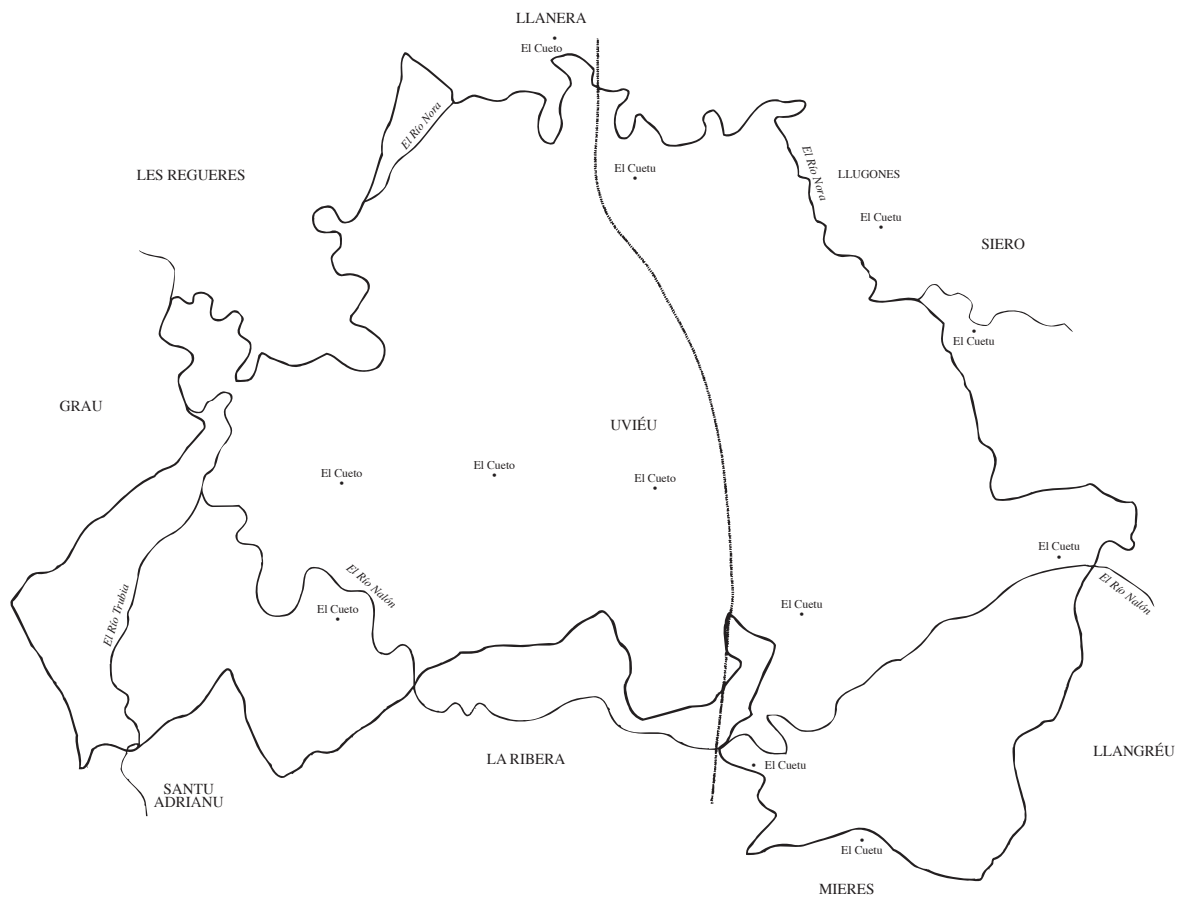 LLANERA
El Cueto
El Río Nora
El Cuetu
El Río Nora
LLUGONES
LES REGUERES
El Cuetu
SIERO
El Cuetu
GRAU
UVIÉU
El Cueto
El Cueto
El Cueto
El Cuetu
El Río Nalón
El Río Trubia
El Río Nalón
El Cueto
El Cuetu
LLANGRÉU
LA RIBERA
El Cuetu
SANTU
ADRIANU
El Cuetu
MIERES